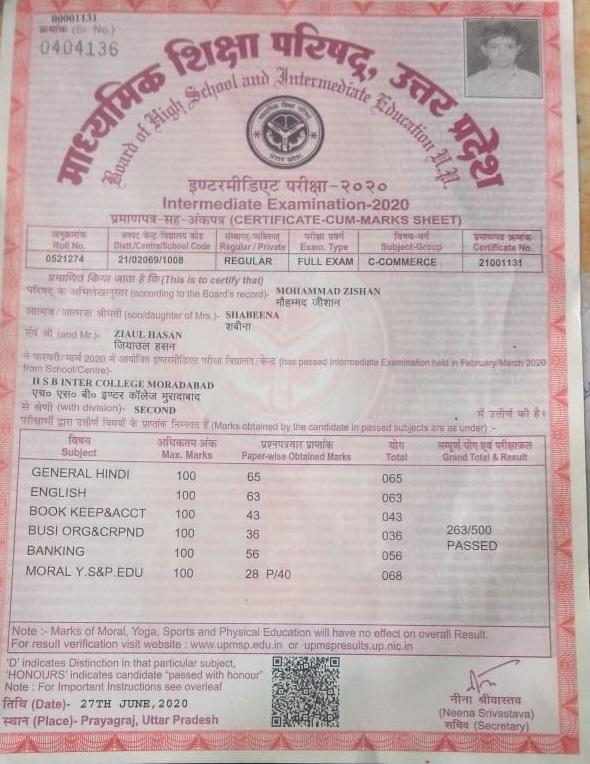 00001131
क्रमांक (Sr. No.)
0404136
माध्यमिक शिक्षा परिषद्, उत्तर प्रदेश
Board of High School and Intermediate Education U.P.
इण्टरमीडिएट परीक्षा-२०२०
Intermediate Examination-2020
प्रमाणपत्र-सह-अंकपत्र (CERTIFICATE-CUM-MARKS SHEET)
अनुक्रमांक जनपद/केन्द्र/विद्यालय कोड संस्थागत/व्यक्तिगत परीक्षा प्रवर्ग विषय-वर्ग प्रमाणपत्र क्रमांक
Roll No. Distt./Centre/School Code Regular / Private Exam. Type Subject-Group Certificate No.
0521274 21/02069/1008 REGULAR FULL EXAM C-COMMERCE 21001131
प्रमाणित किया जाता है कि (This is to certify that)
परिषद् के अभिलेखानुसार (according to the Board's record)- MOHAMMAD ZISHAN
मौहम्मद जीशान
आत्मज/आत्मजा श्रीमती (son/daughter of Mrs.)- SHABEENA
शबीना
एवं श्री (and Mr.)- ZIAUL HASAN
जियाउल हसन
ने फरवरी/मार्च 2020 में आयोजित इण्टरमीडिएट परीक्षा विद्यालय/केन्द्र (has passed Intermediate Examination held in February/March 2020
from School/Centre)-
H S B INTER COLLEGE MORADABAD
एच० एस० बी० इण्टर कॉलेज मुरादाबाद
से श्रेणी (with division)- SECOND में उत्तीर्ण की है।
परीक्षार्थी द्वारा उत्तीर्ण विषयों के प्राप्तांक निम्नवत हैं (Marks obtained by the candidate in passed subjects are as under) :-
विषय अधिकतम अंक प्रश्नपत्रवार प्राप्तांक योग सम्पूर्ण योग एवं परीक्षाफल
Subject Max. Marks Paper-wise Obtained Marks Total Grand Total & Result
GENERAL HINDI 100 65 065
ENGLISH 100 63 063
BOOK KEEP&ACCT 100 43 043
BUSI ORG&CRPND 100 36 036 263/500
BANKING 100 56 056 PASSED
MORAL Y.S&P.EDU 100 28 P/40 068
Note :- Marks of Moral, Yoga, Sports and Physical Education will have no effect on overall Result.
For result verification visit website : www.upmsp.edu.in or upmspresults.up.nic.in
'D' indicates Distinction in that particular subject,
'HONOURS' indicates candidate "passed with honour"
Note : For Important Instructions see overleaf
तिथि (Date)- 27TH JUNE,2020
स्थान (Place)- Prayagraj, Uttar Pradesh
नीना श्रीवास्तव
(Neena Srivastava)
सचिव (Secretary)